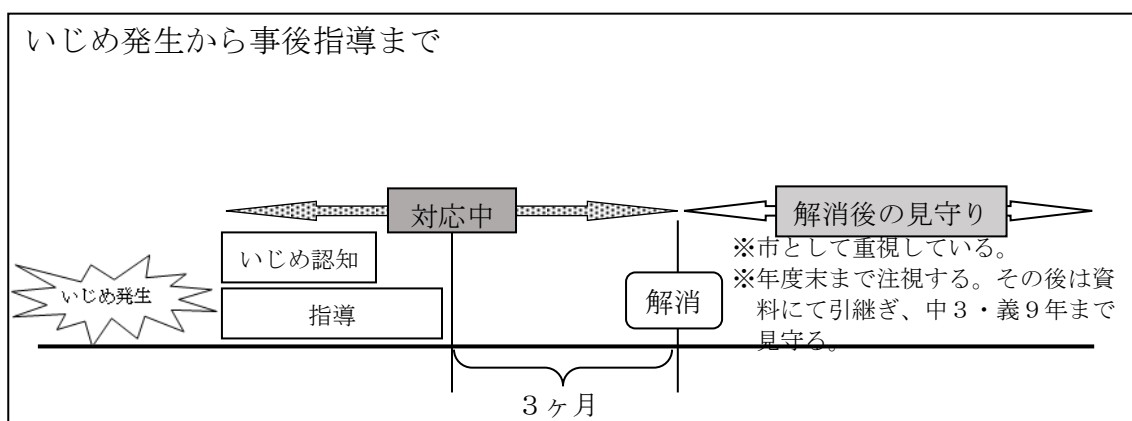 いじめ発生から事後指導まで
対応中
解消後の見守り
いじめ認知
※市として重視している。
※年度末まで注視する。その後は資
料にて引継ぎ、中３・義９年まで
見守る。
いじめ発生
指導
解消
３ヶ月